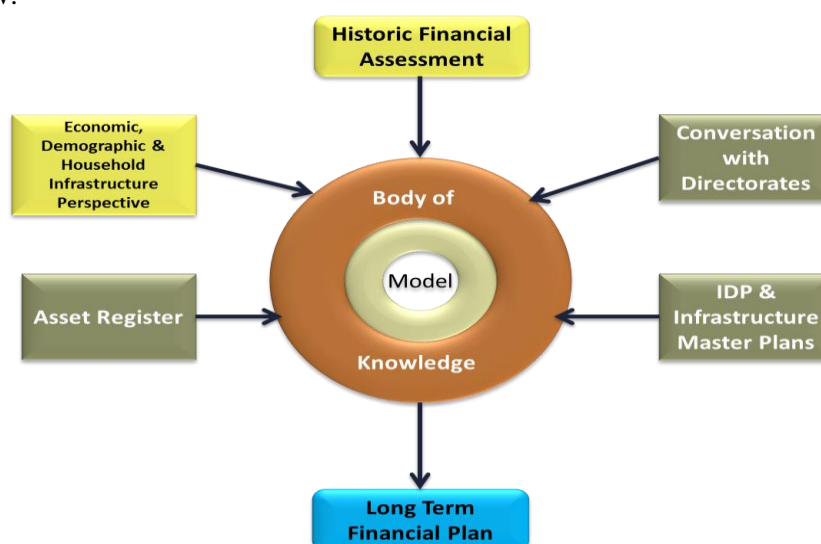 Historic Financial
Assessment
Economic,
Demographic &
Household
Infrastructure
Perspective
Conversation
with
Directorates
Body of
Model
Knowledge
Asset Register
IDP &
Infrastructure
Master Plans
Long Term
Financial Plan